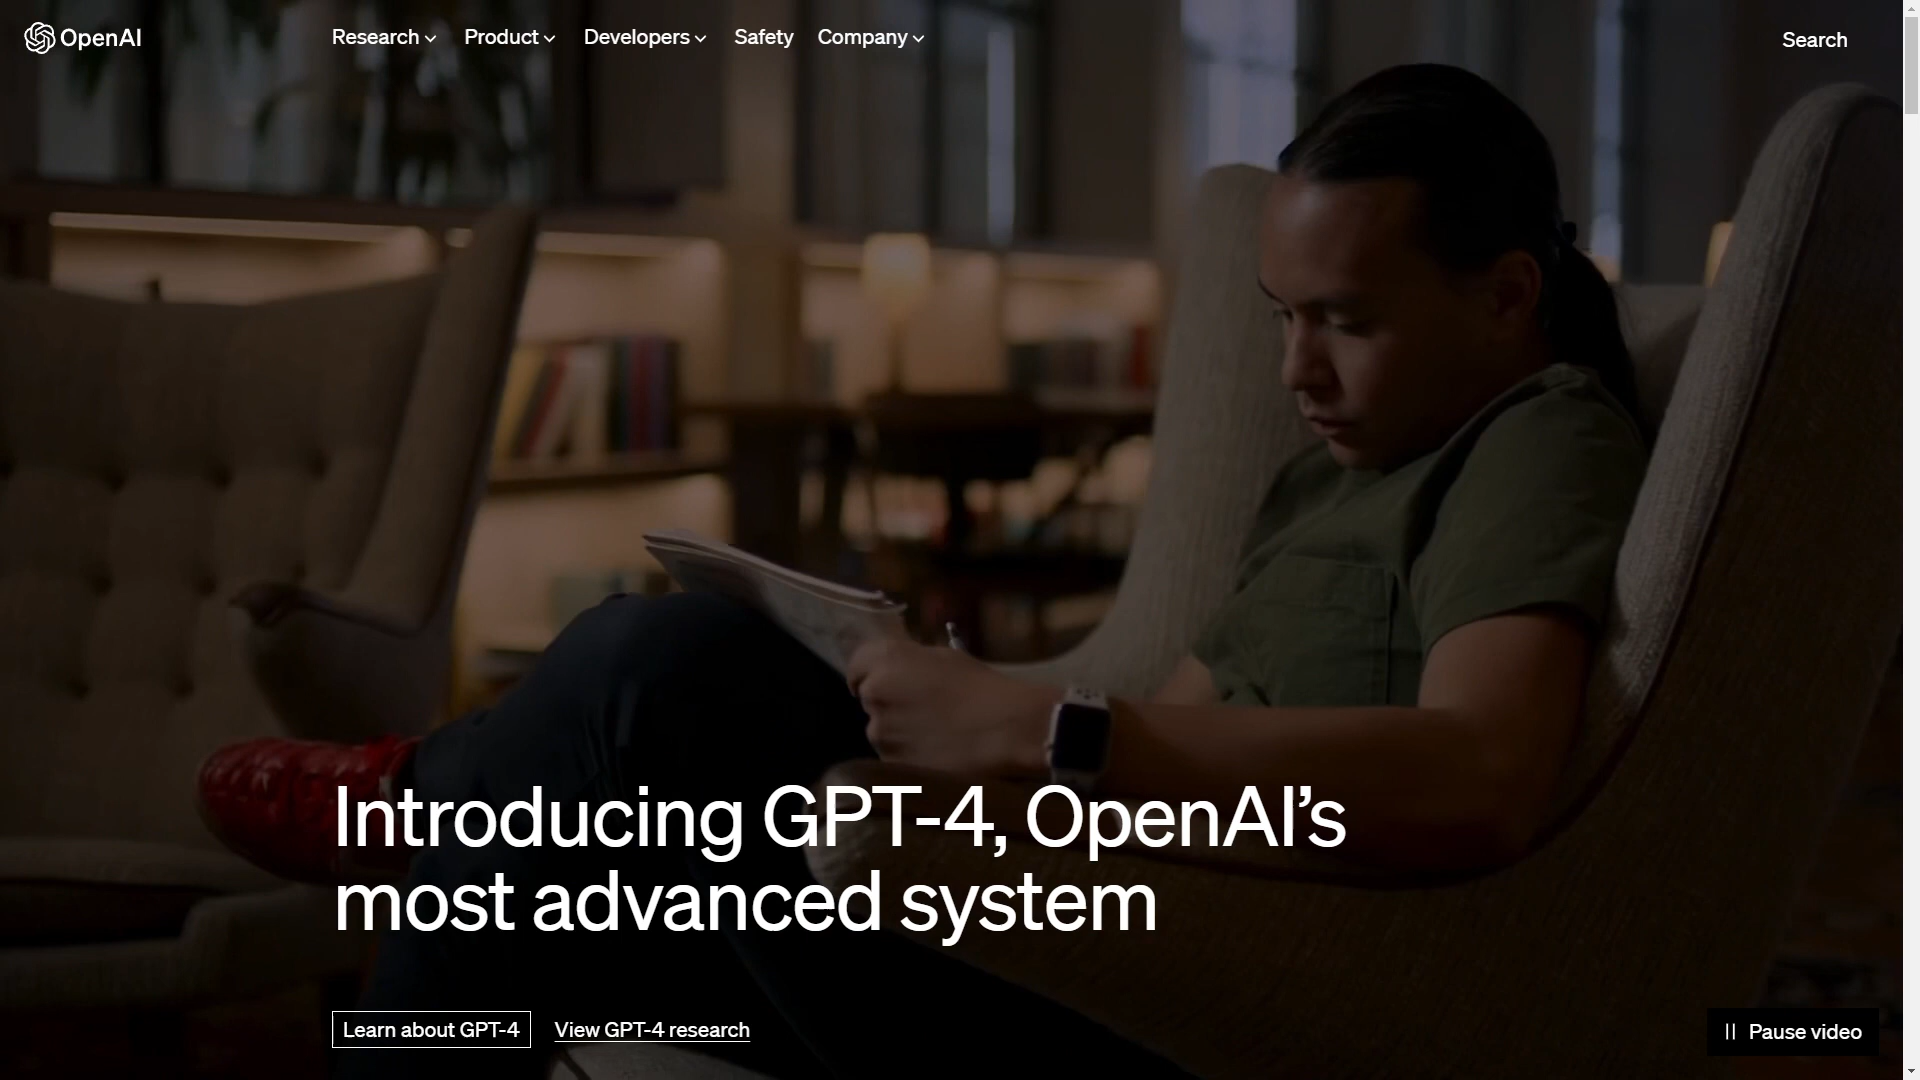 OpenAI
Research
Product
Developers
Safety
Company
Search
Introducing GPT-4, OpenAI’s
most advanced system
Learn about GPT-4
View GPT-4 research
Pause video